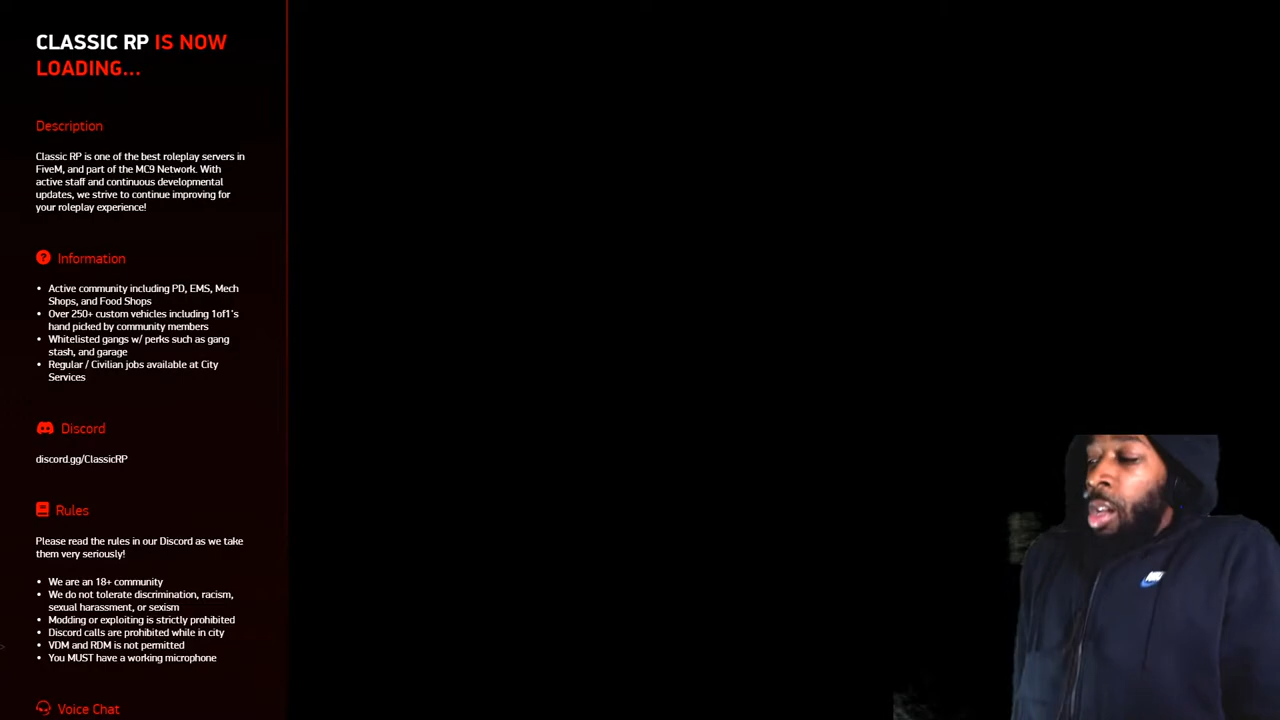 CLASSIC RP IS NOW
LOADING...
Description
Classic RP is one of the best roleplay servers in
FiveM, and part of the MC9 Network. With
active staff and continuous developmental
updates, we strive to continue improving for
your roleplay experience!
Information
• Active community including PD, EMS, Mech
Shops, and Food Shops
• Over 250+ custom vehicles including 1of1's
hand picked by community members
• Whitelisted gangs w/ perks such as gang
stash, and garage
• Regular / Civilian jobs available at City
Services
Discord
discord.gg/ClassicRP
Rules
Please read the rules in our Discord as we take
them very seriously!
• We are an 18+ community
• We do not tolerate discrimination, racism,
sexual harassment, or sexism
• Modding or exploiting is strictly prohibited
• Discord calls are prohibited while in city
• VDM and RDM is not permitted
• You MUST have a working microphone
Voice Chat